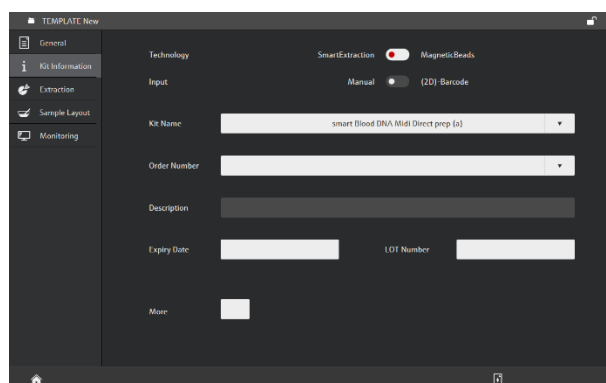 TEMPLATE New
General
Kit Information
Extraction
Sample Layout
Monitoring
Technology SmartExtraction MagneticBeads
Input Manual (2D)-Barcode
Kit Name smart Blood DNA Midi Direct prep (a)
Order Number
Description
Expiry Date LOT Number
More